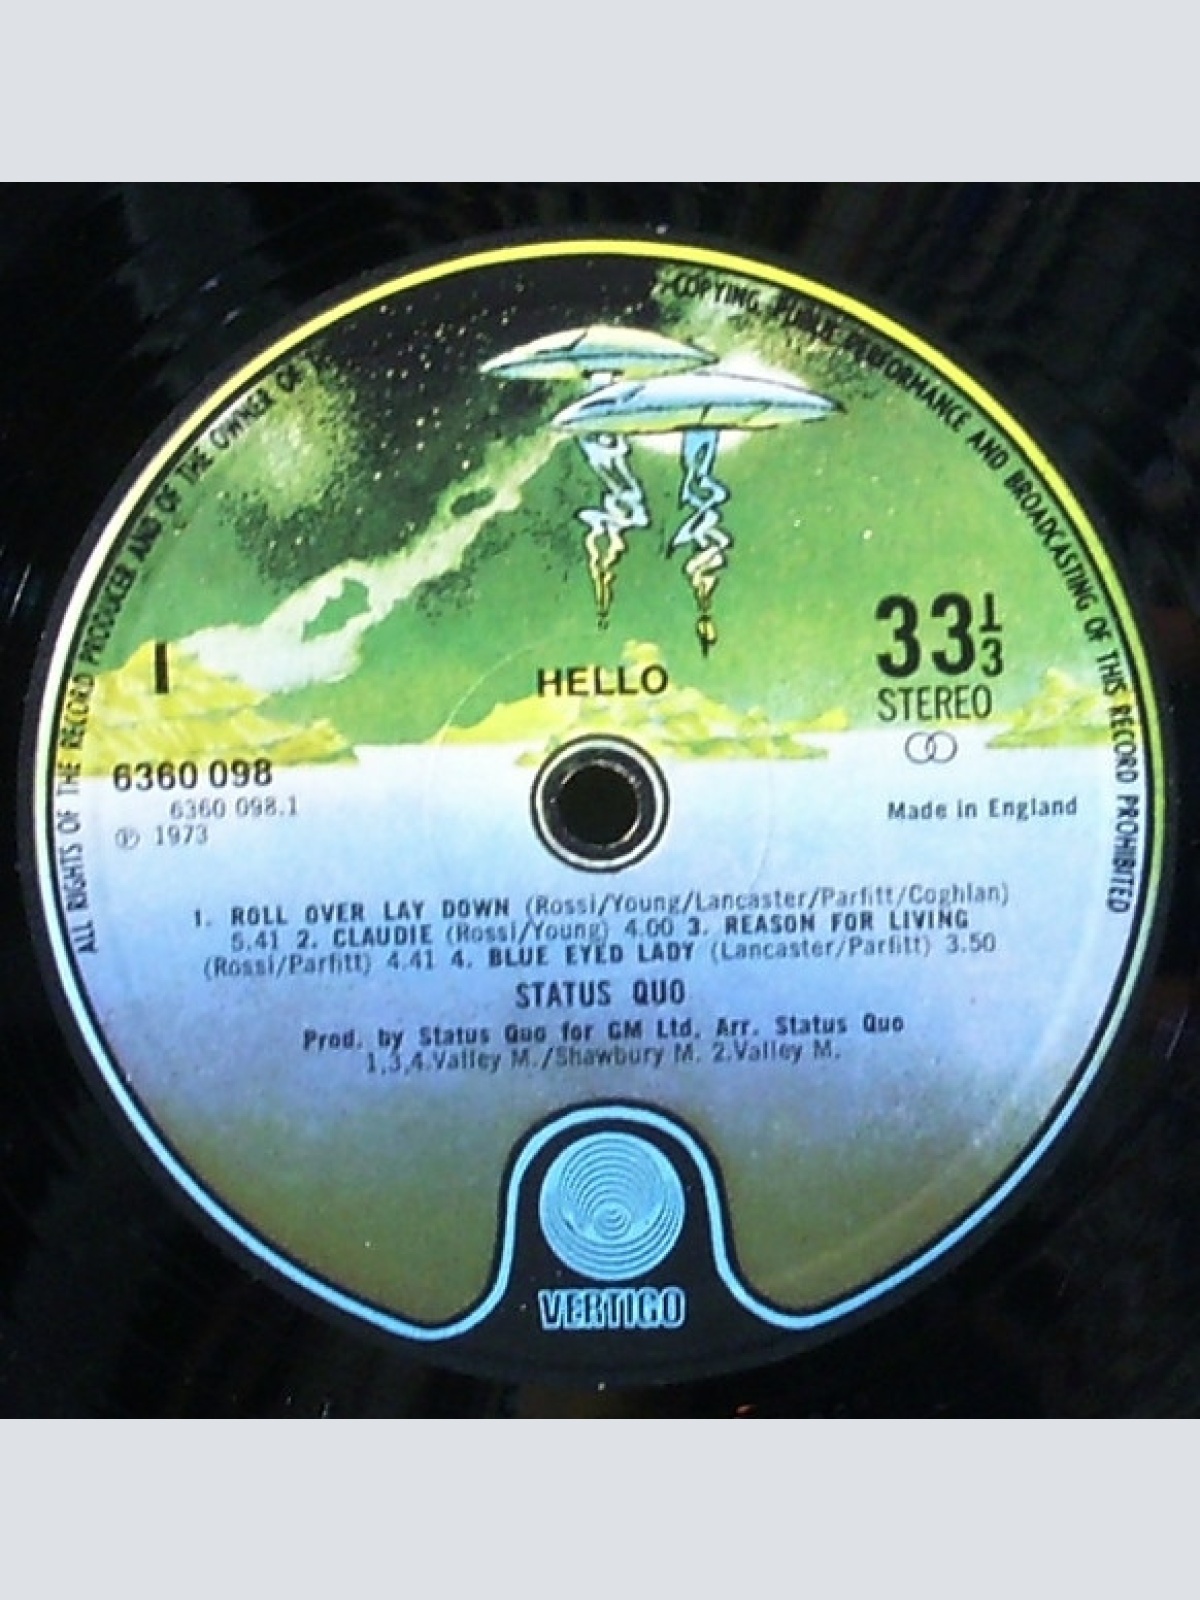 ALL RIGHTS OF THE RECORD PRODUCER AND OF THE OWNER OF
COPYING, PUBLIC PERFORMANCE AND BROADCASTING OF THIS RECORD PROHIBITED
1
HELLO
33 1/3
STEREO
6360 098
6360 098.1
℗ 1973
Made in England
1. ROLL OVER LAY DOWN (Rossi/Young/Lancaster/Parfitt/Coghlan)
5.41 2. CLAUDIE (Rossi/Young) 4.00 3. REASON FOR LIVING
(Rossi/Parfitt) 4.41 4. BLUE EYED LADY (Lancaster/Parfitt) 3.50
STATUS QUO
Prod. by Status Quo for GM Ltd. Arr. Status Quo
1,3,4.Valley M./Shawbury M. 2.Valley M.
VERTIGO